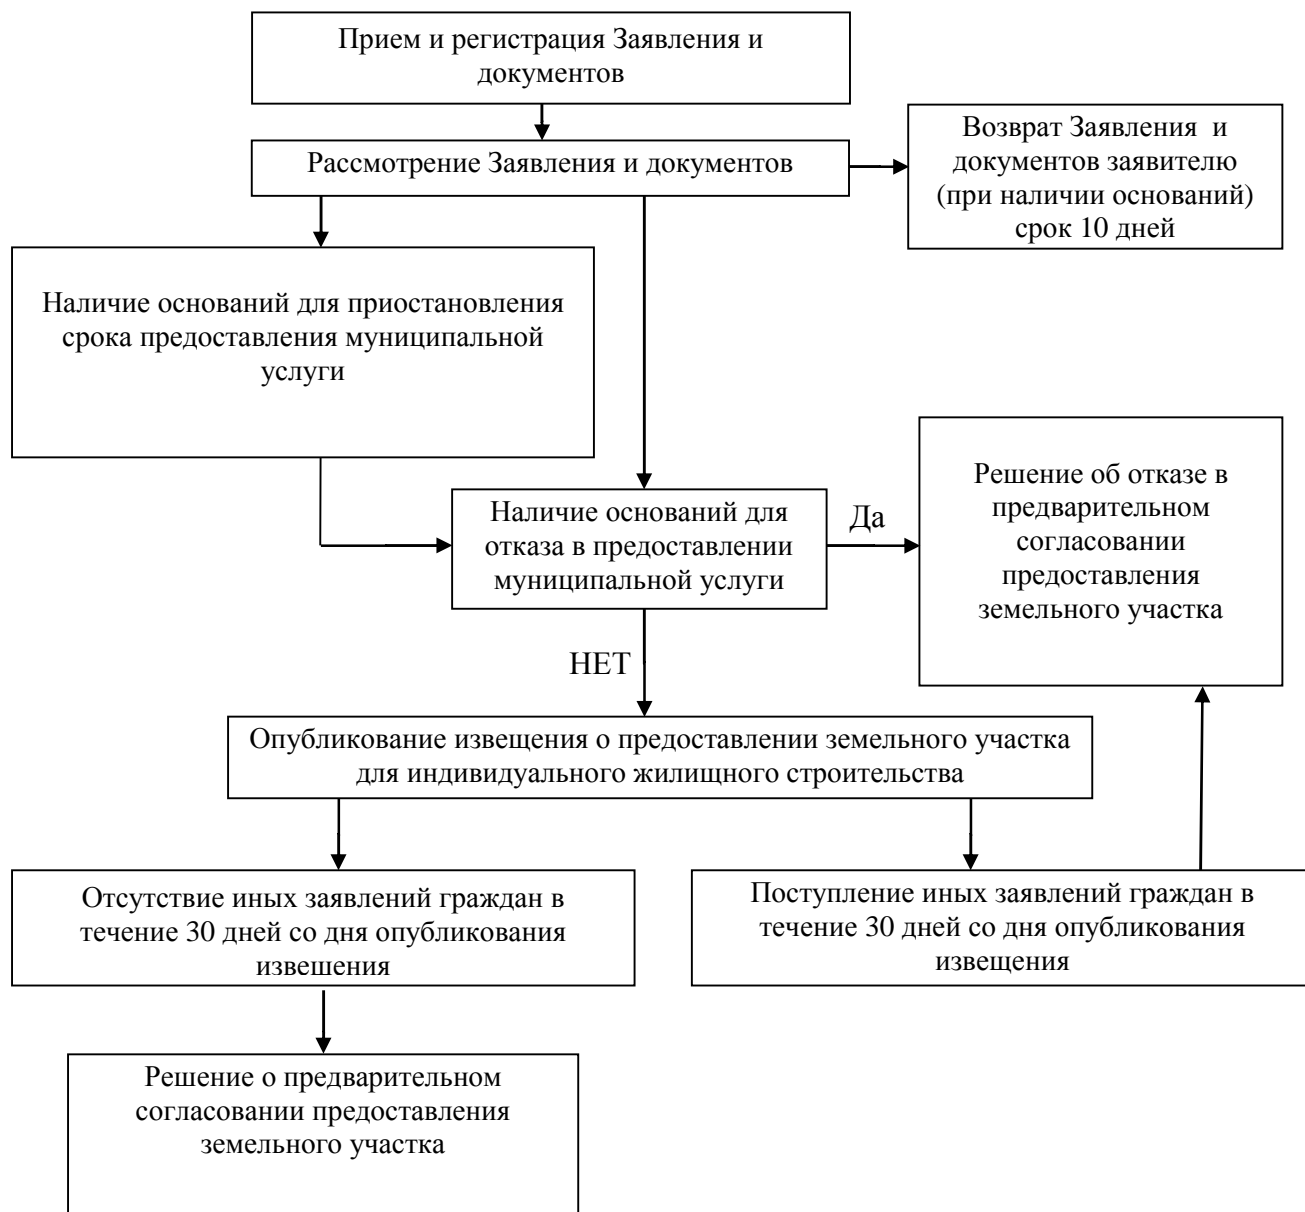 Прием и регистрация Заявления и
документов
Рассмотрение Заявления и документов
Возврат Заявления и
документов заявителю
(при наличии оснований)
срок 10 дней
Наличие оснований для приостановления
срока предоставления муниципальной
услуги
Наличие оснований для
отказа в предоставлении
муниципальной услуги
Да
Решение об отказе в
предварительном
согласовании
предоставления
земельного участка
НЕТ
Опубликование извещения о предоставлении земельного участка
для индивидуального жилищного строительства
Отсутствие иных заявлений граждан в
течение 30 дней со дня опубликования
извешения
Поступление иных заявлений граждан в
течение 30 дней со дня опубликования
извещения
Решение о предварительном
согласовании предоставления
земельного участка